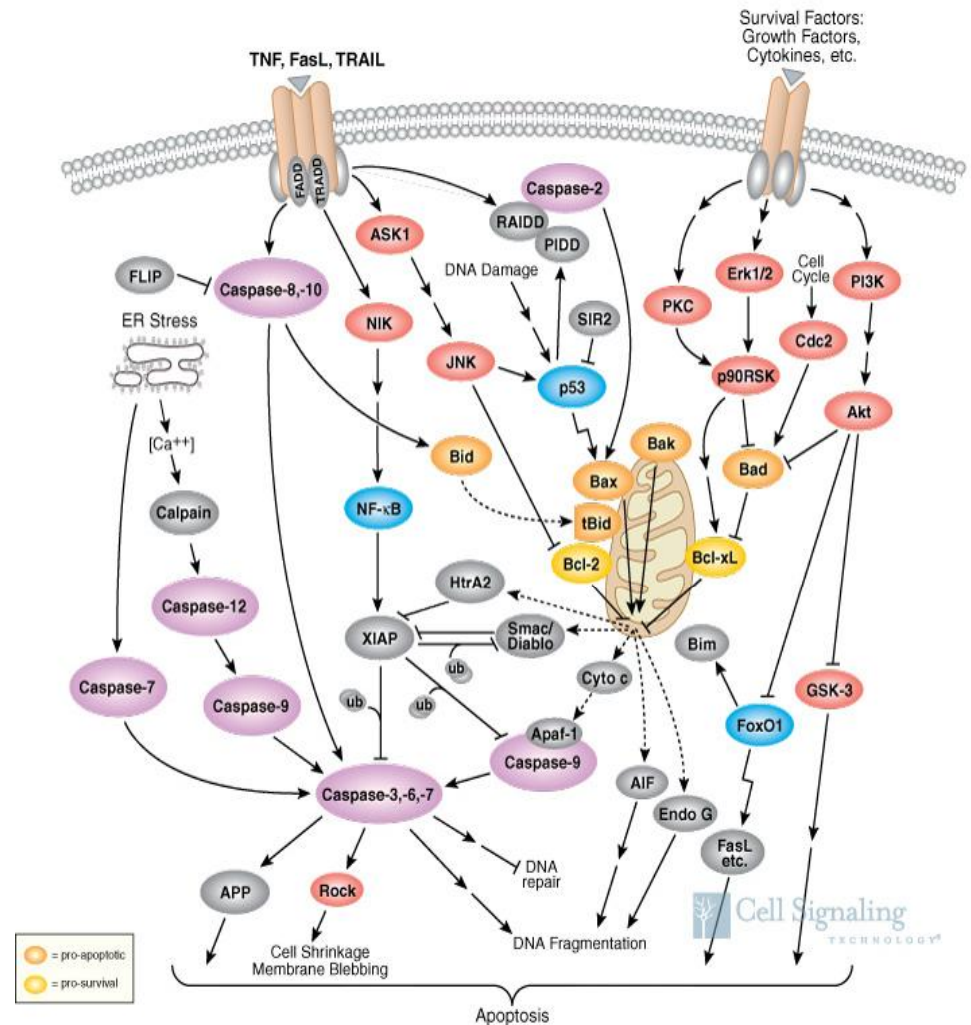 Survival Factors:
Growth Factors,
Cytokines, etc.
TNF, FasL, TRAIL
FADD
TRADD
Caspase-2
RAIDD
PIDD
ASK1
DNA Damage
Cell
Cycle
FLIP
Caspase-8,-10
Erk1/2
PI3K
PKC
NIK
SIR2
Cdc2
ER Stress
JNK
p53
p90RSK
Akt
[Ca++]
Bid
Bak
Bad
Bax
Calpain
NF-κB
tBid
Bcl-2
Bcl-xL
HtrA2
Caspase-12
XIAP
Smac/
Diablo
Bim
ub
Cyto c
Caspase-7
GSK-3
Caspase-9
ub
ub
FoxO1
Apaf-1
Caspase-9
Caspase-3,-6,-7
AIF
Endo G
FasL
etc.
DNA
repair
APP
Rock
Cell Signaling
TECHNOLOGY®
DNA Fragmentation
Cell Shrinkage
Membrane Blebbing
= pro-apoptotic
= pro-survival
Apoptosis